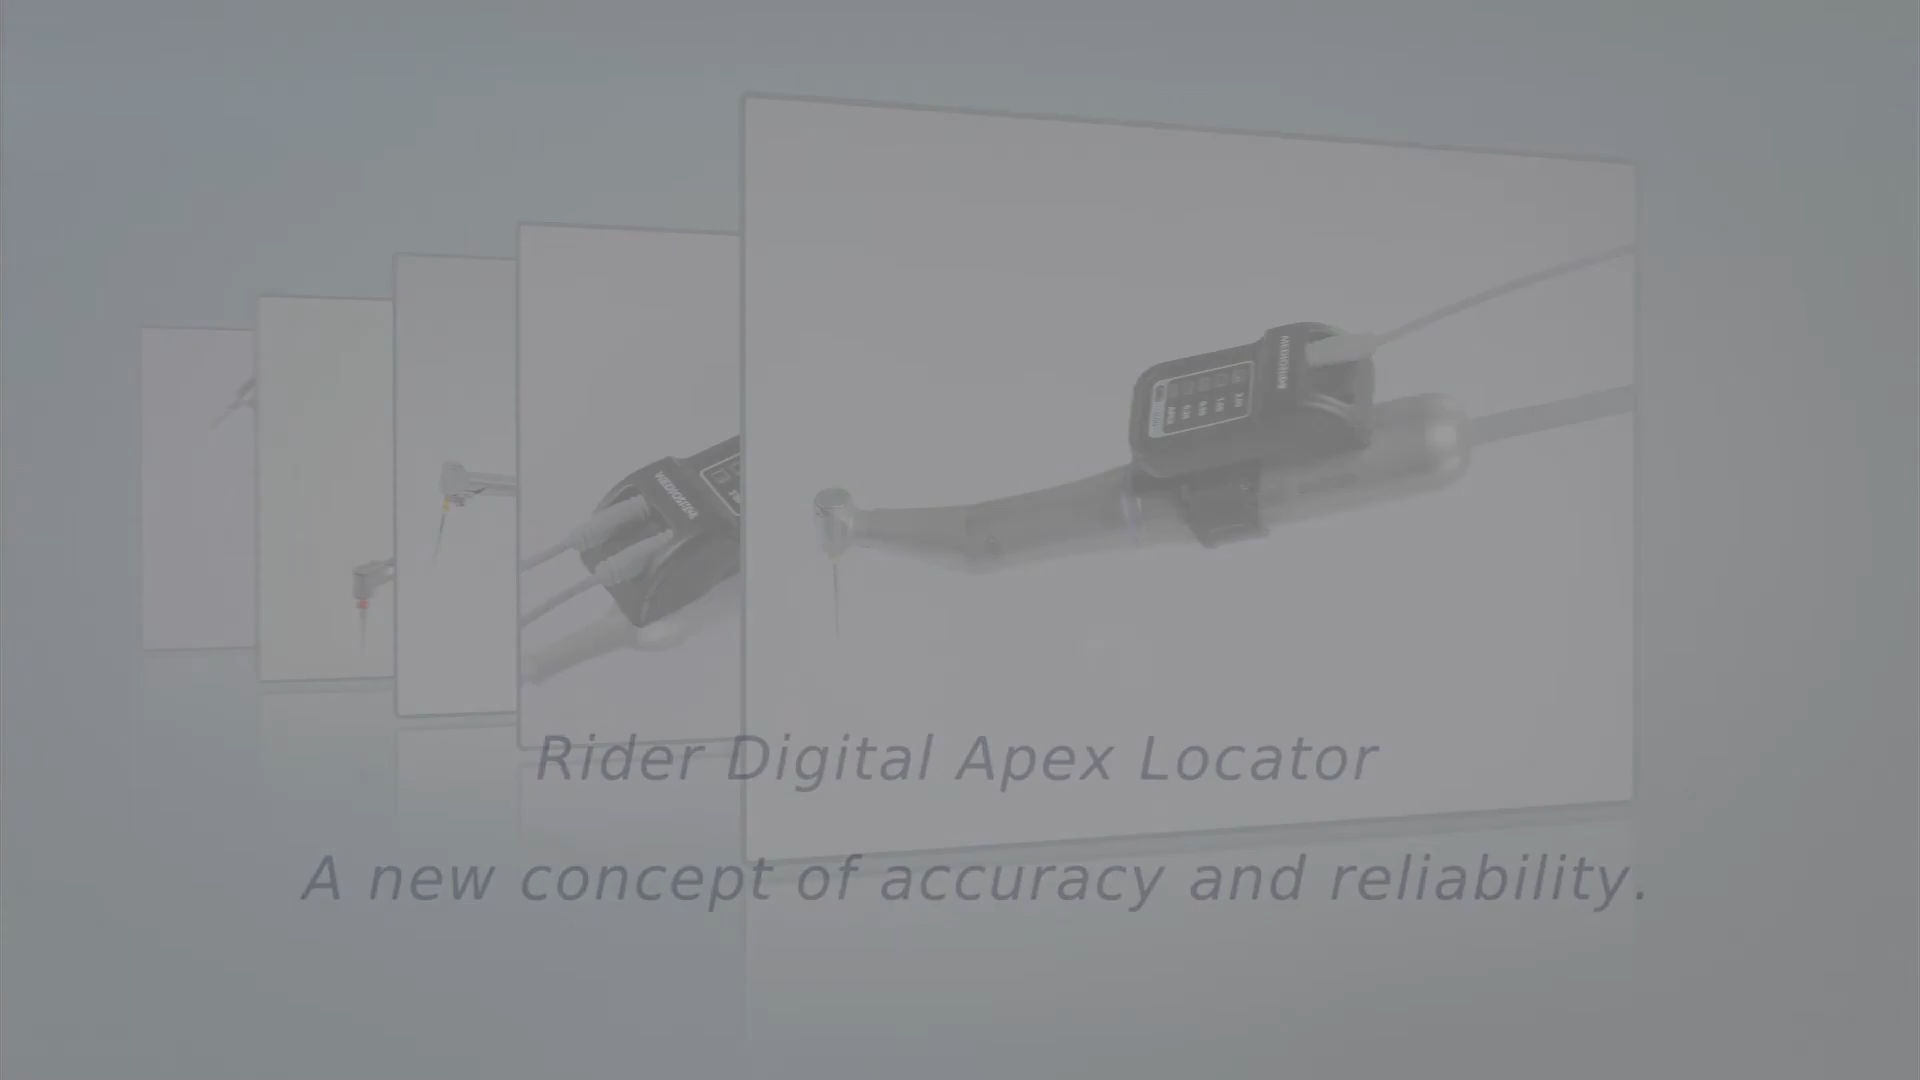 Rider Digital Apex Locator
A new concept of accuracy and reliability.